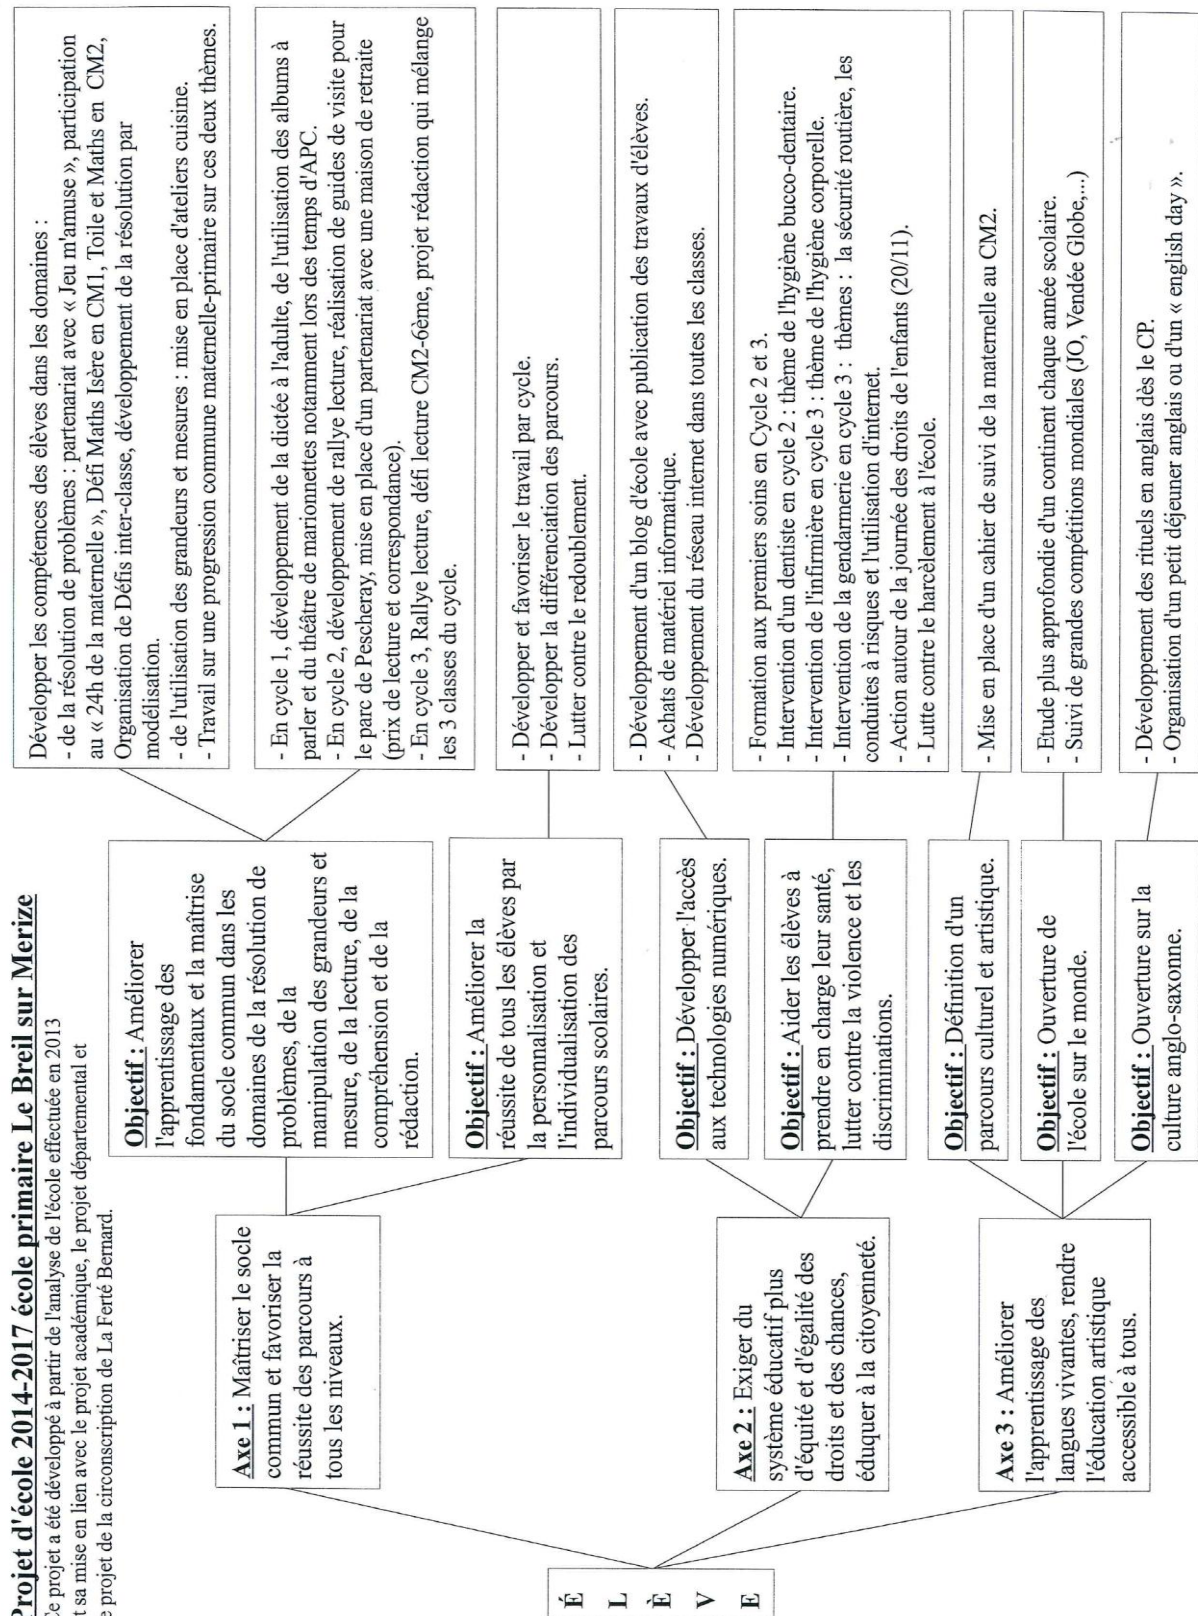 Projet d'école 2014-2017 école primaire Le Breil sur Merize
Ce projet a été développé à partir de l'analyse de l'école effectuée en 2013
t sa mise en lien avec le projet académique, le projet départemental et
e projet de la circonscription de La Ferté Bernard.
É
L
È
V
E
Axe 1 : Maîtriser le socle
commun et favoriser la
réussite des parcours à
tous les niveaux.
Axe 2 : Exiger du
système éducatif plus
d'équité et d'égalité des
droits et des chances,
éduquer à la citoyenneté.
Axe 3 : Améliorer
l'apprentissage des
langues vivantes, rendre
l'éducation artistique
accessible à tous.
Objectif : Améliorer
l'apprentissage des
fondamentaux et la maîtrise
du socle commun dans les
domaines de la résolution de
problèmes, de la
manipulation des grandeurs et
mesure, de la lecture, de la
compréhension et de la
rédaction.
Objectif : Améliorer la
réussite de tous les élèves par
la personnalisation et
l'individualisation des
parcours scolaires.
Objectif : Développer l'accès
aux technologies numériques.
Objectif : Aider les élèves à
prendre en charge leur santé,
lutter contre la violence et les
discriminations.
Objectif : Définition d'un
parcours culturel et artistique.
Objectif : Ouverture de
l'école sur le monde.
Objectif : Ouverture sur la
culture anglo-saxonne.
Développer les compétences des élèves dans les domaines:
- de la résolution de problèmes : partenariat avec « Jeu m'amuse », participation
au « 24h de la maternelle », Défi Maths Isère en CM1, Toile et Maths en CM2,
Organisation de Défis inter-classe, développement de la résolution par
modélisation.
- de l'utilisation des grandeurs et mesures : mise en place d'ateliers cuisine.
- Travail sur une progression commune maternelle-primaire sur ces deux thèmes.
- En cycle 1, développement de la dictée à l'adulte, de l'utilisation des albums à
parler et du théâtre de marionnettes notamment lors des temps d'APC.
- En cycle 2, développement de rallye lecture, réalisation de guides de visite pour
le parc de Pescheray, mise en place d'un partenariat avec une maison de retraite
(prix de lecture et correspondance).
- En cycle 3, Rallye lecture, défi lecture CM2-6ème, projet rédaction qui mélange
les 3 classes du cycle.
- Développer et favoriser le travail par cycle.
- Développer la différenciation des parcours.
- Lutter contre le redoublement.
- Développement d'un blog d'école avec publication des travaux d'élèves.
- Achats de matériel informatique.
- Développement du réseau internet dans toutes les classes.
- Formation aux premiers soins en Cycle 2 et 3.
- Intervention d'un dentiste en cycle 2 : thème de l'hygiène bucco-dentaire.
- Intervention de l'infirmière en cycle 3 : thème de l'hygiène corporelle.
- Intervention de la gendarmerie en cycle 3 : thèmes : la sécurité routière, les
conduites à risques et l'utilisation d'internet.
- Action autour de la journée des droits de l'enfants (20/11).
- Lutte contre le harcèlement à l'école.
- Mise en place d'un cahier de suivi de la maternelle au CM2.
- Etude plus approfondie d'un continent chaque année scolaire.
- Suivi de grandes compétitions mondiales (JO, Vendée Globe,...)
- Développement des rituels en anglais dès le CP.
- Organisation d'un petit déjeuner anglais ou d'un « english day ».